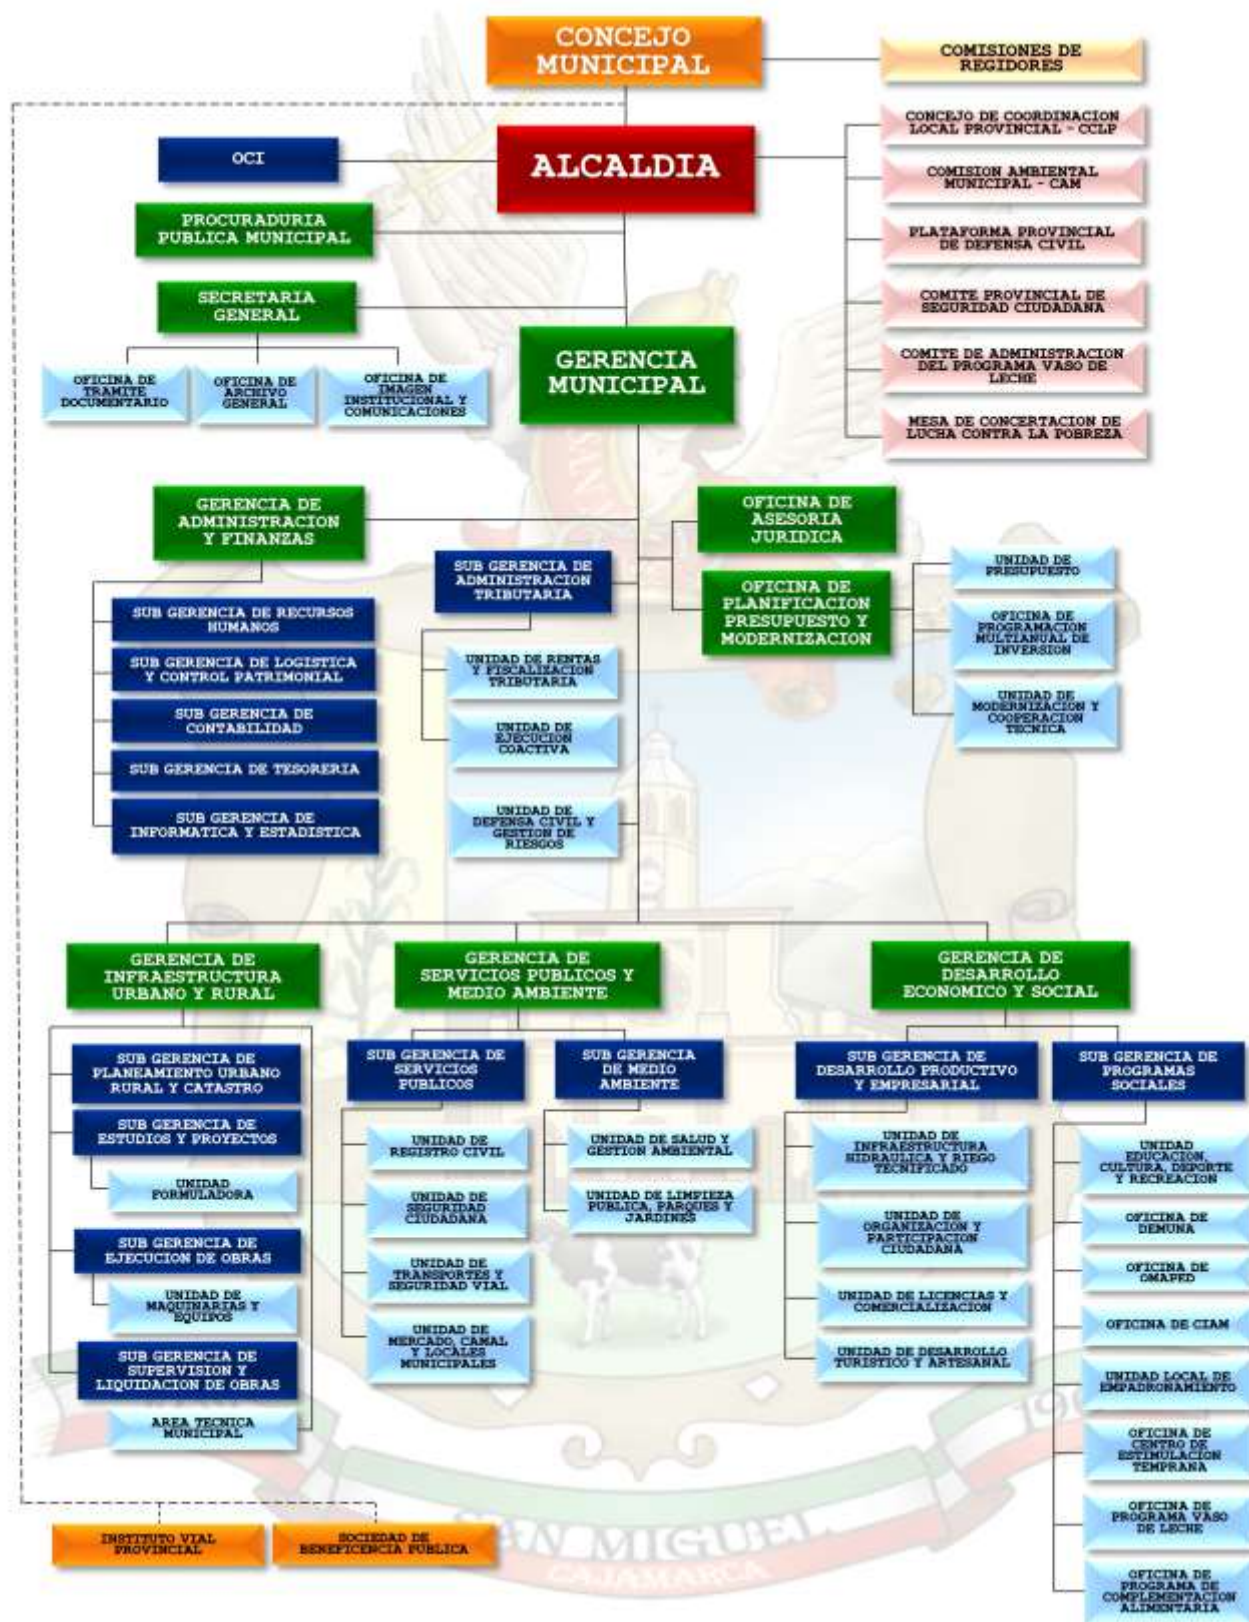 CONCEJO
MUNICIPAL
COMISIONES DE
REGIDORES
OCI
ALCALDIA
CONCEJO DE COORDINACION
LOCAL PROVINCIAL - CCLP
COMISION AMBIENTAL
MUNICIPAL - CAM
PROCURADURIA
PUBLICA MUNICIPAL
PLATAFORMA PROVINCIAL
DE DEFENSA CIVIL
SECRETARIA
GENERAL
COMITE PROVINCIAL DE
SEGURIDAD CIUDADANA
OFICINA DE
TRAMITE
DOCUMENTARIO
OFICINA DE
ARCHIVO
GENERAL
OFICINA DE
IMAGEN
INSTITUCIONAL Y
COMUNICACIONES
GERENCIA
MUNICIPAL
COMITE DE ADMINISTRACION
DEL PROGRAMA VASO DE
LECHE
MESA DE CONCERTACION DE
LUCHA CONTRA LA POBREZA
GERENCIA DE
ADMINISTRACION
Y FINANZAS
OFICINA DE
ASESORIA
JURIDICA
SUB GERENCIA DE
ADMINISTRACION
TRIBUTARIA
OFICINA DE
PLANIFICACION
PRESUPUESTO Y
MODERNIZACION
UNIDAD DE
PRESUPUESTO
OFICINA DE
PROGRAMACION
MULTIANUAL DE
INVERSION
UNIDAD DE
MODERNIZACION Y
COOPERACION
TECNICA
SUB GERENCIA DE RECURSOS
HUMANOS
SUB GERENCIA DE LOGISTICA
Y CONTROL PATRIMONIAL
SUB GERENCIA DE
CONTABILIDAD
SUB GERENCIA DE TESORERIA
SUB GERENCIA DE
INFORMATICA Y ESTADISTICA
UNIDAD DE RENTAS
Y FISCALIZACION
TRIBUTARIA
UNIDAD DE
EJECUCION
COACTIVA
UNIDAD DE
DEFENSA CIVIL Y
GESTION DE
RIESGOS
GERENCIA DE
INFRAESTRUCTURA
URBANO Y RURAL
GERENCIA DE
SERVICIOS PUBLICOS Y
MEDIO AMBIENTE
GERENCIA DE
DESARROLLO
ECONOMICO Y SOCIAL
SUB GERENCIA DE
PLANEAMIENTO URBANO
RURAL Y CATASTRO
SUB GERENCIA DE
ESTUDIOS Y PROYECTOS
UNIDAD
FORMULADORA
SUB GERENCIA DE
EJECUCION DE OBRAS
UNIDAD DE
MAQUINARIAS Y
EQUIPOS
SUB GERENCIA DE
SUPERVISION Y
LIQUIDACION DE OBRAS
AREA TECNICA
MUNICIPAL
SUB GERENCIA DE
SERVICIOS
PUBLICOS
UNIDAD DE
REGISTRO CIVIL
UNIDAD DE
SEGURIDAD
CIUDADANA
UNIDAD DE
TRANSPORTES Y
SEGURIDAD VIAL
UNIDAD DE
MERCADO, CAMAL
Y LOCALES
MUNICIPALES
SUB GERENCIA
DE MEDIO
AMBIENTE
UNIDAD DE SALUD Y
GESTION AMBIENTAL
UNIDAD DE LIMPIEZA
PUBLICA, PARQUES Y
JARDINES
SUB GERENCIA DE
DESARROLLO PRODUCTIVO
Y EMPRESARIAL
UNIDAD DE
INFRAESTRUCTURA
HIDRAULICA Y RIEGO
TECNIFICADO
UNIDAD DE
ORGANIZACION Y
PARTICIPACION
CIUDADANA
UNIDAD DE LICENCIAS Y
COMERCIALIZACION
UNIDAD DE DESARROLLO
TURISTICO Y ARTESANAL
SUB GERENCIA DE
PROGRAMAS
SOCIALES
UNIDAD
EDUCACION,
CULTURA, DEPORTE
Y RECREACION
OFICINA DE
DEMUNA
OFICINA DE
OMAPED
OFICINA DE CIAM
UNIDAD LOCAL DE
EMPADRONAMIENTO
OFICINA DE
CENTRO DE
ESTIMULACION
TEMPRANA
OFICINA DE
PROGRAMA VASO
DE LECHE
OFICINA DE
PROGRAMA DE
COMPLEMENTACION
ALIMENTARIA
INSTITUTO VIAL
PROVINCIAL
SOCIEDAD DE
BENEFICENCIA PUBLICA
SAN MIGUEL
CAJAMARCA